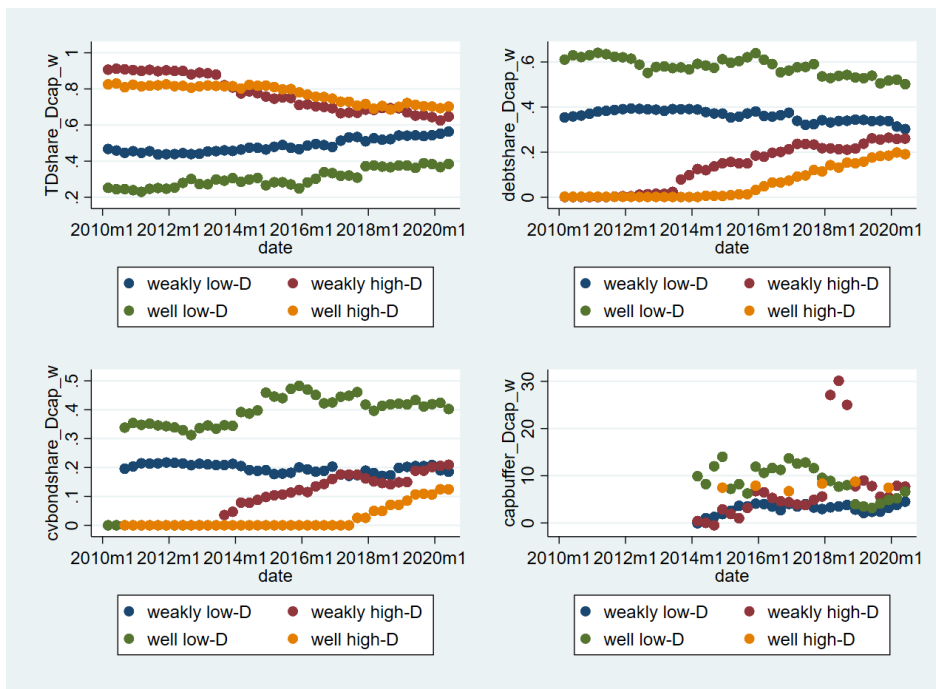 TDshare_Dcap_w
1
.8
.6
.4
.2
2010m1 2012m1 2014m1 2016m1 2018m1 2020m1
date
weakly low-D weakly high-D
well low-D well high-D
debtshare_Dcap_w
.6
.4
.2
0
2010m1 2012m1 2014m1 2016m1 2018m1 2020m1
date
weakly low-D weakly high-D
well low-D well high-D
cvbondshare_Dcap_w
.5
.4
.3
.2
.1
0
2010m1 2012m1 2014m1 2016m1 2018m1 2020m1
date
weakly low-D weakly high-D
well low-D well high-D
capbuffer_Dcap_w
30
20
10
0
2010m1 2012m1 2014m1 2016m1 2018m1 2020m1
date
weakly low-D weakly high-D
well low-D well high-D